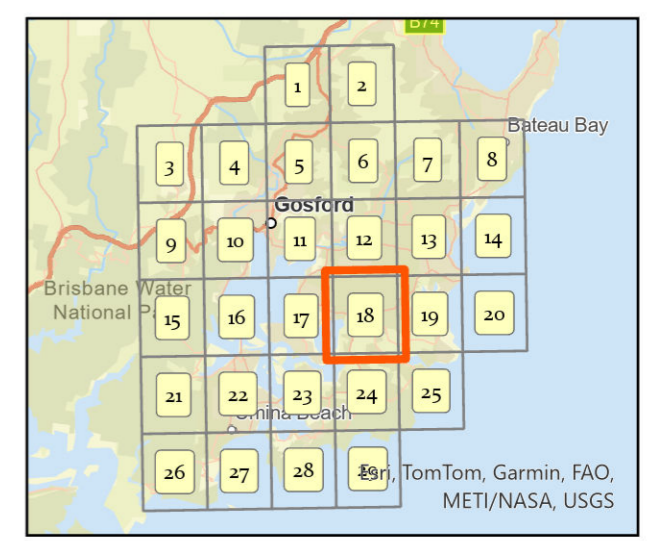 B74
1 2
Bateau Bay
3 4 5 6 7 8
Gosford
9 10 11 12 13 14
Brisbane Water
National
15 16 17 18 19 20
21 22 23 24 25
Umina Beach
26 27 28 29
Esri, TomTom, Garmin, FAO,
METI/NASA, USGS